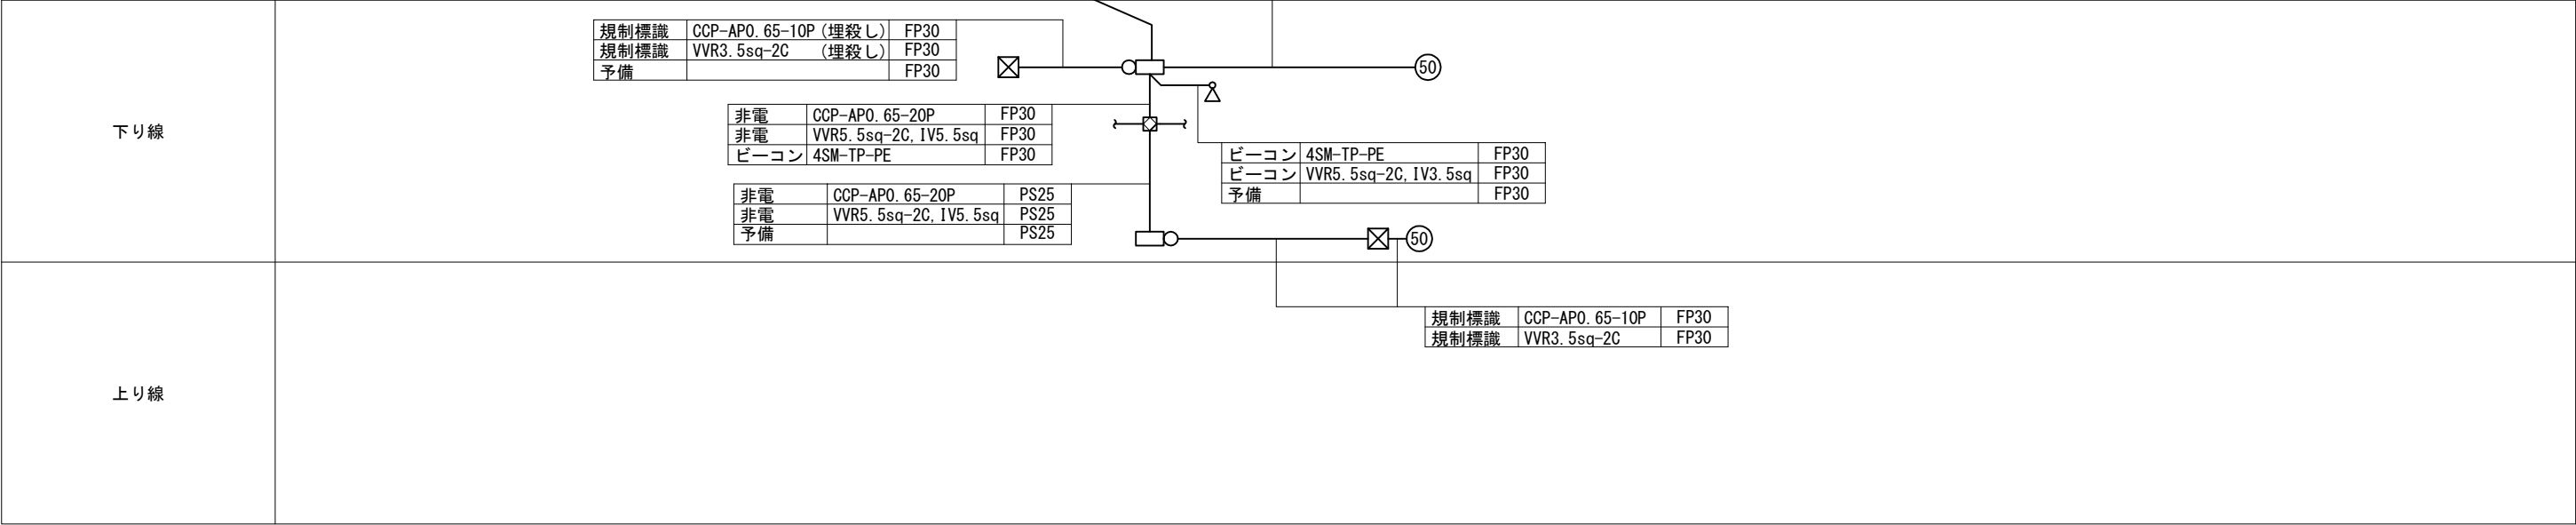 規制標識 CCP-AP0.65-10P (埋殺し) FP30
規制標識 VVR3.5sq-2C (埋殺し) FP30
予備 FP30
50
下り線
非電 CCP-AP0.65-20P FP30
非電 VVR5.5sq-2C, IV5.5sq FP30
ビーコン 4SM-TP-PE FP30
ビーコン 4SM-TP-PE FP30
ビーコン VVR5.5sq-2C, IV3.5sq FP30
予備 FP30
非電 CCP-AP0.65-20P PS25
非電 VVR5.5sq-2C, IV5.5sq PS25
予備 PS25
50
上り線
規制標識 CCP-AP0.65-10P FP30
規制標識 VVR3.5sq-2C FP30